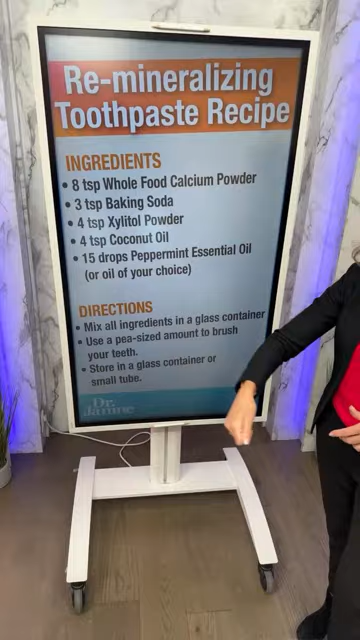 Re-mineralizing
Toothpaste Recipe
INGREDIENTS
• 8 tsp Whole Food Calcium Powder
• 3 tsp Baking Soda
• 4 tsp Xylitol Powder
• 4 tsp Coconut Oil
• 15 drops Peppermint Essential Oil
(or oil of your choice)
DIRECTIONS
• Mix all ingredients in a glass container
• Use a pea-sized amount to brush
your teeth.
• Store in a glass container or
small tube.
Dr.
Janine